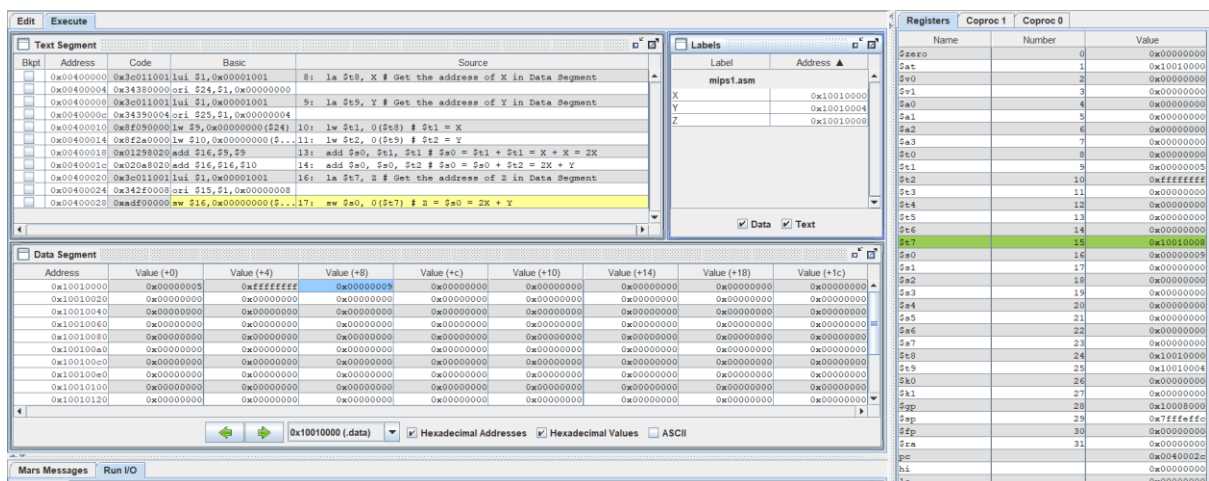 Edit Execute
Text Segment
Bkpt Address Code Basic Source
0x00400000 0x3c011001 lui $1,0x00001001 8: la $t8, X # Get the address of X in Data Segment
0x00400004 0x34380000 ori $24,$1,0x00000000
0x00400008 0x3c011001 lui $1,0x00001001 9: la $t9, Y # Get the address of Y in Data Segment
0x0040000c 0x34390004 ori $25,$1,0x00000004
0x00400010 0x8f090000 lw $9,0x00000000($24) 10: lw $t1, 0($t8) # $t1 = X
0x00400014 0x8f2a0000 lw $10,0x00000000($... 11: lw $t2, 0($t9) # $t2 = Y
0x00400018 0x01298020 add $16,$9,$9 13: add $s0, $t1, $t1 # $s0 = $t1 + $t1 = X + X = 2X
0x0040001c 0x020a8020 add $16,$16,$10 14: add $s0, $s0, $t2 # $s0 = $s0 + $t2 = 2X + Y
0x00400020 0x3c011001 lui $1,0x00001001 16: la $t7, Z # Get the address of Z in Data Segment
0x00400024 0x342f0008 ori $15,$1,0x00000008
0x00400028 0xadf00000 sw $16,0x00000000($... 17: sw $s0, 0($t7) # Z = $s0 = 2X + Y
Labels
Label Address ▲
mips1.asm
X 0x10010000
Y 0x10010004
Z 0x10010008
Data Text
Data Segment
Address Value (+0) Value (+4) Value (+8) Value (+c) Value (+10) Value (+14) Value (+18) Value (+1c)
0x10010000 0x00000005 0xffffffff 0x00000009 0x00000000 0x00000000 0x00000000 0x00000000 0x00000000
0x10010020 0x00000000 0x00000000 0x00000000 0x00000000 0x00000000 0x00000000 0x00000000 0x00000000
0x10010040 0x00000000 0x00000000 0x00000000 0x00000000 0x00000000 0x00000000 0x00000000 0x00000000
0x10010060 0x00000000 0x00000000 0x00000000 0x00000000 0x00000000 0x00000000 0x00000000 0x00000000
0x10010080 0x00000000 0x00000000 0x00000000 0x00000000 0x00000000 0x00000000 0x00000000 0x00000000
0x100100a0 0x00000000 0x00000000 0x00000000 0x00000000 0x00000000 0x00000000 0x00000000 0x00000000
0x100100c0 0x00000000 0x00000000 0x00000000 0x00000000 0x00000000 0x00000000 0x00000000 0x00000000
0x100100e0 0x00000000 0x00000000 0x00000000 0x00000000 0x00000000 0x00000000 0x00000000 0x00000000
0x10010100 0x00000000 0x00000000 0x00000000 0x00000000 0x00000000 0x00000000 0x00000000 0x00000000
0x10010120 0x00000000 0x00000000 0x00000000 0x00000000 0x00000000 0x00000000 0x00000000 0x00000000
0x10010000 (.data) Hexadecimal Addresses Hexadecimal Values ASCII
Mars Messages Run I/O
Registers Coproc 1 Coproc 0
Name Number Value
$zero 0 0x00000000
$at 1 0x10010000
$v0 2 0x00000000
$v1 3 0x00000000
$a0 4 0x00000000
$a1 5 0x00000000
$a2 6 0x00000000
$a3 7 0x00000000
$t0 8 0x00000000
$t1 9 0x00000005
$t2 10 0xffffffff
$t3 11 0x00000000
$t4 12 0x00000000
$t5 13 0x00000000
$t6 14 0x00000000
$t7 15 0x10010008
$s0 16 0x00000009
$s1 17 0x00000000
$s2 18 0x00000000
$s3 19 0x00000000
$s4 20 0x00000000
$s5 21 0x00000000
$s6 22 0x00000000
$s7 23 0x00000000
$t8 24 0x10010000
$t9 25 0x10010004
$k0 26 0x00000000
$k1 27 0x00000000
$gp 28 0x10008000
$sp 29 0x7fffeffc
$fp 30 0x00000000
$ra 31 0x00000000
pc 0x0040002c
hi 0x00000000